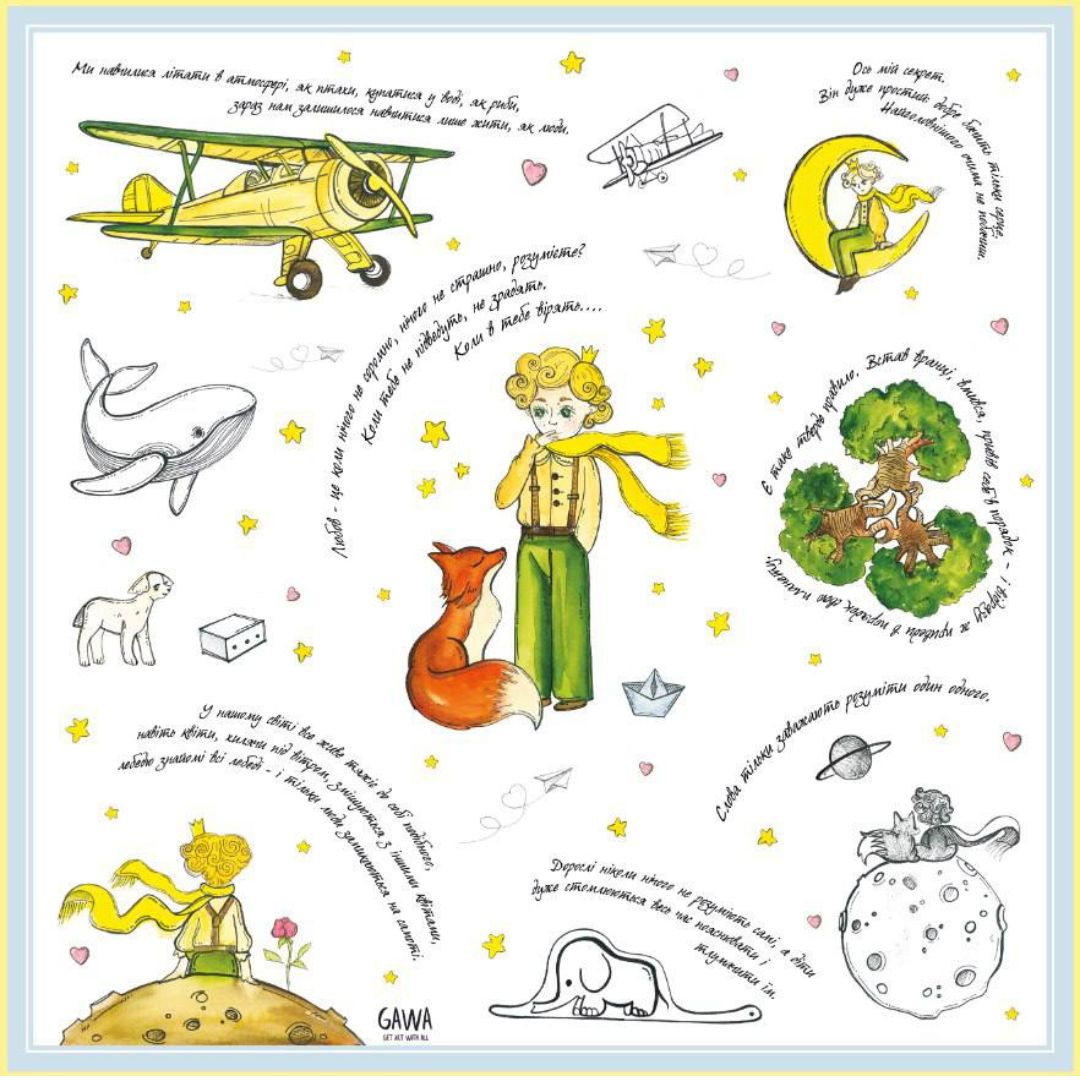 Ми навчилися літати в атмосфері, як птахи, купатися у воді, як риби,
зараз нам залишилося навчитися лише жити, як люди.
Ось мій секрет.
Він дуже простий: добре бачить тільки серце.
Найголовнішого очима не побачиш.
Любов - це коли нічого не соромно, нічого не страшно, розумієте?
Коли тебе не підведуть, не зрадять.
Коли в тебе вірять....
Є таке тверде правило. Встав вранці, вмився, привів себе в порядок - і відразу ж приведи в порядок свою планету.
Слова тільки заважають розуміти один одного.
У нашому світі все живе тяжіє до собі подібного,
навіть квіти, хилячи під вітром, змішуються з іншими квітами,
лебедю знайомі всі лебеді - і тільки люди замикаються на самоті.
Дорослі ніколи нічого не розуміють самі, а діти
дуже стомлюються весь час пояснювати і
тлумачити їм.
GAWA
GET ART WITH ALL